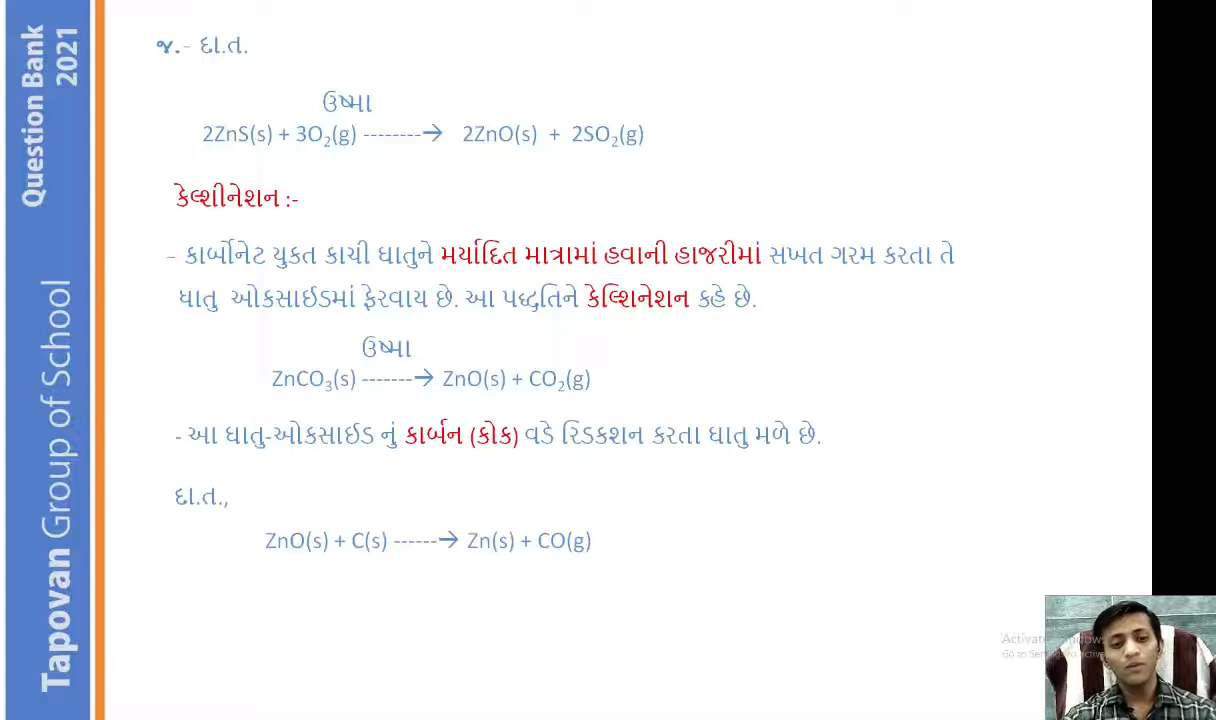 Question Bank
2021
Tapovan Group of School
જ.- દા.ત.
ઉષ્મા
2ZnS(s) + 3O₂(g) --------→ 2ZnO(s) + 2SO₂(g)
કેલ્શીનેશન :-
- કાર્બોનેટ યુકત કાચી ધાતુને મર્યાદિત માત્રામાં હવાની હાજરીમાં સખત ગરમ કરતા તે
ધાતુ ઓકસાઈડમાં ફેરવાય છે. આ પધ્ધતિને કેલ્શિનેશન કહે છે.
ઉષ્મા
ZnCO₃(s) -------→ ZnO(s) + CO₂(g)
- આ ધાતુ-ઓકસાઈડ નું કાર્બન (કોક) વડે રિડકશન કરતા ધાતુ મળે છે.
દા.ત.,
ZnO(s) + C(s) ------→ Zn(s) + CO(g)